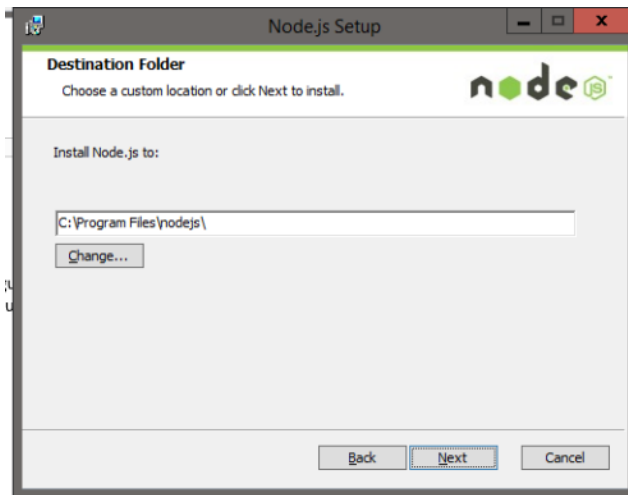 Node.js Setup
Destination Folder
Choose a custom location or click Next to install.
node
JS
Install Node.js to:
C:\Program Files\nodejs\
Change...
Back
Next
Cancel